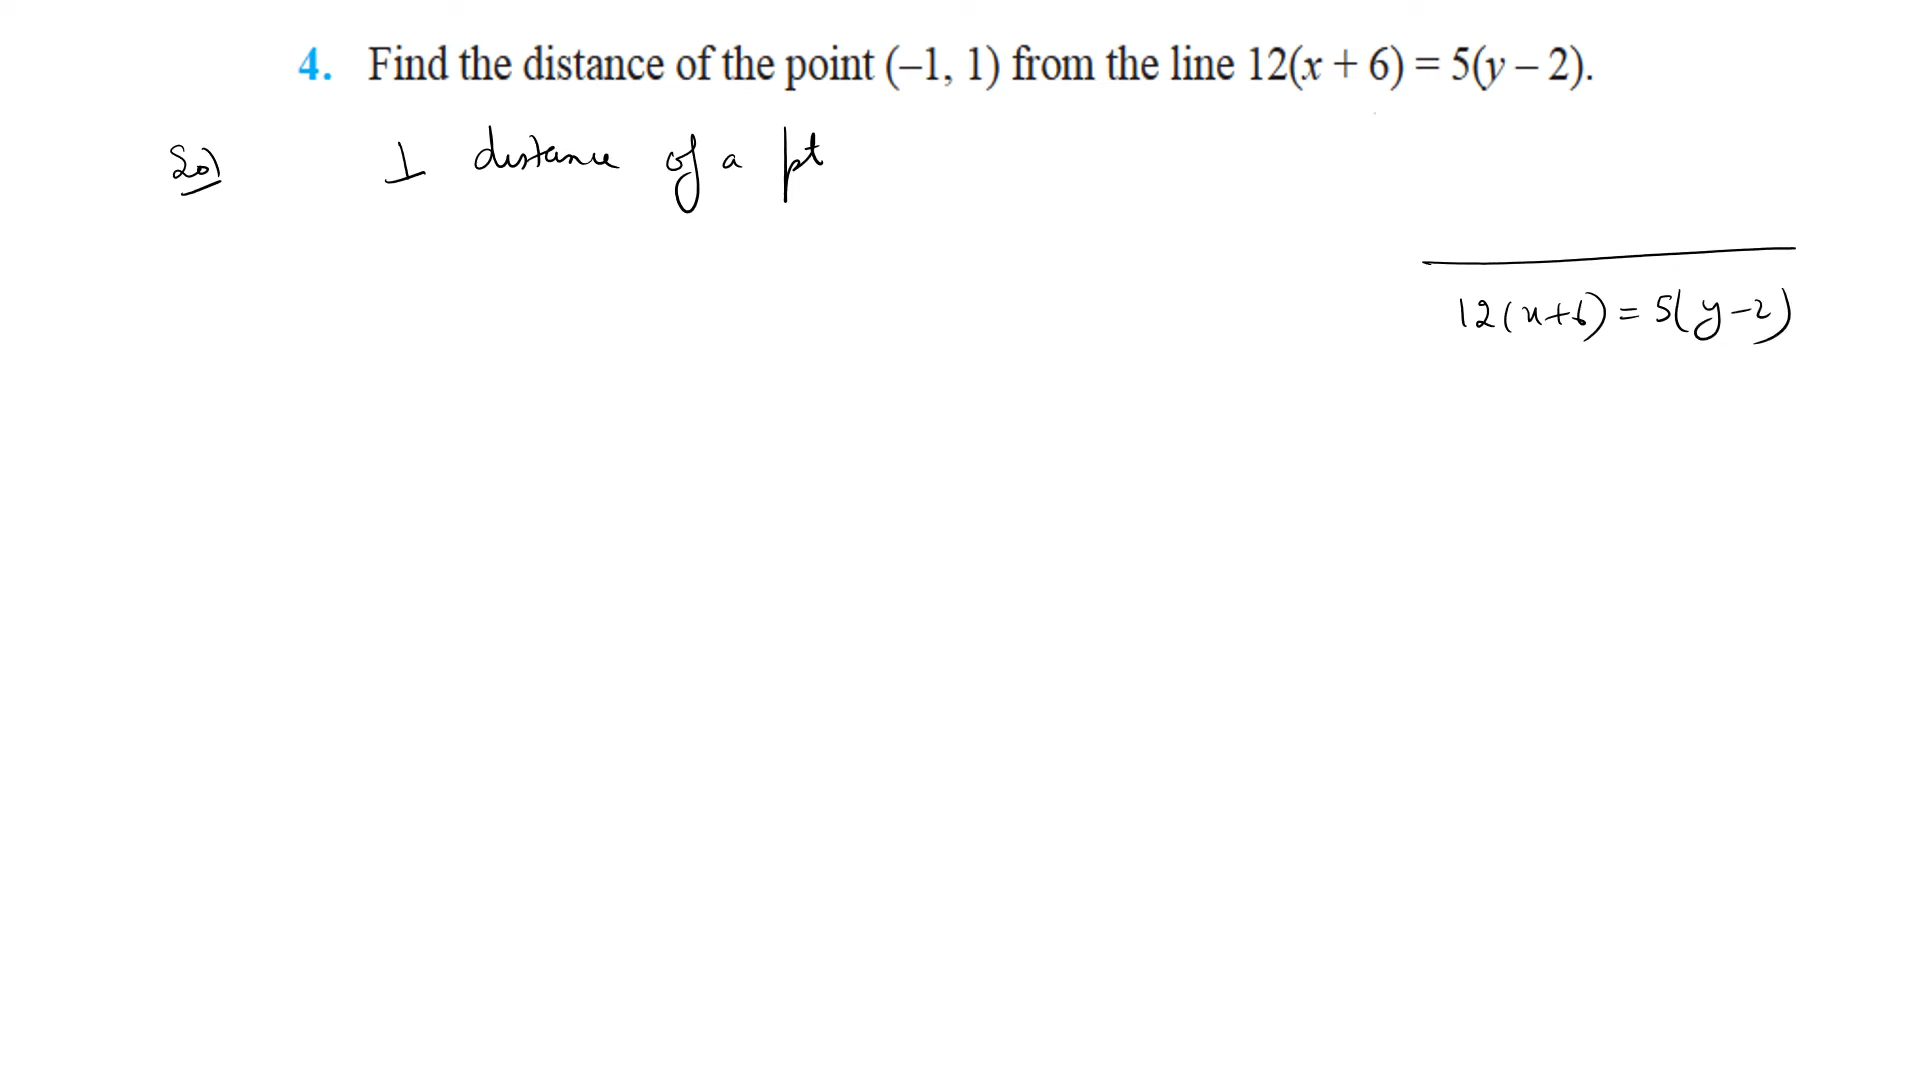 4. Find the distance of the point (–1, 1) from the line 12(x + 6) = 5(y – 2).
Sol ⊥ distance of a pt
12(x+6) = 5(y-2)